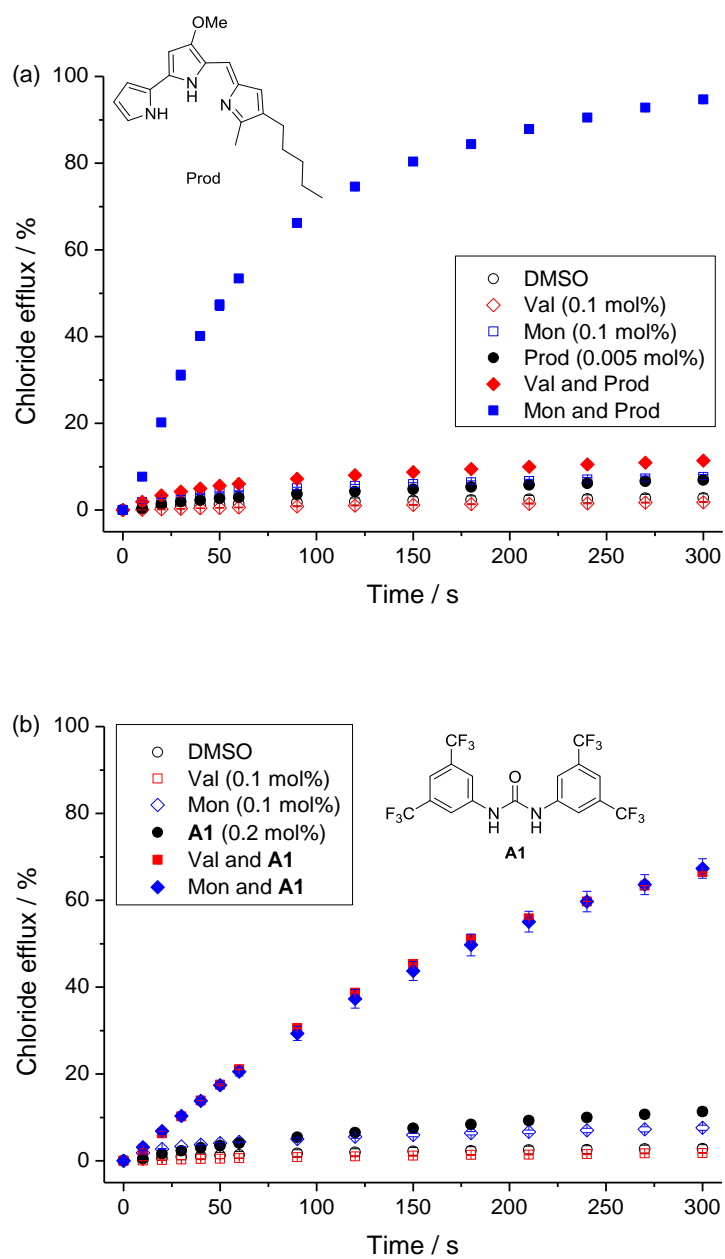 (a)
OMe
N
H
NH
N
Prod
100
80
60
40
20
0
Chloride efflux / %
DMSO
Val (0.1 mol%)
Mon (0.1 mol%)
Prod (0.005 mol%)
Val and Prod
Mon and Prod
0 50 100 150 200 250 300
Time / s
(b)
100
80
60
40
20
0
Chloride efflux / %
DMSO
Val (0.1 mol%)
Mon (0.1 mol%)
A1 (0.2 mol%)
Val and A1
Mon and A1
CF3 CF3
O
F3C N N CF3
H H
A1
0 50 100 150 200 250 300
Time / s